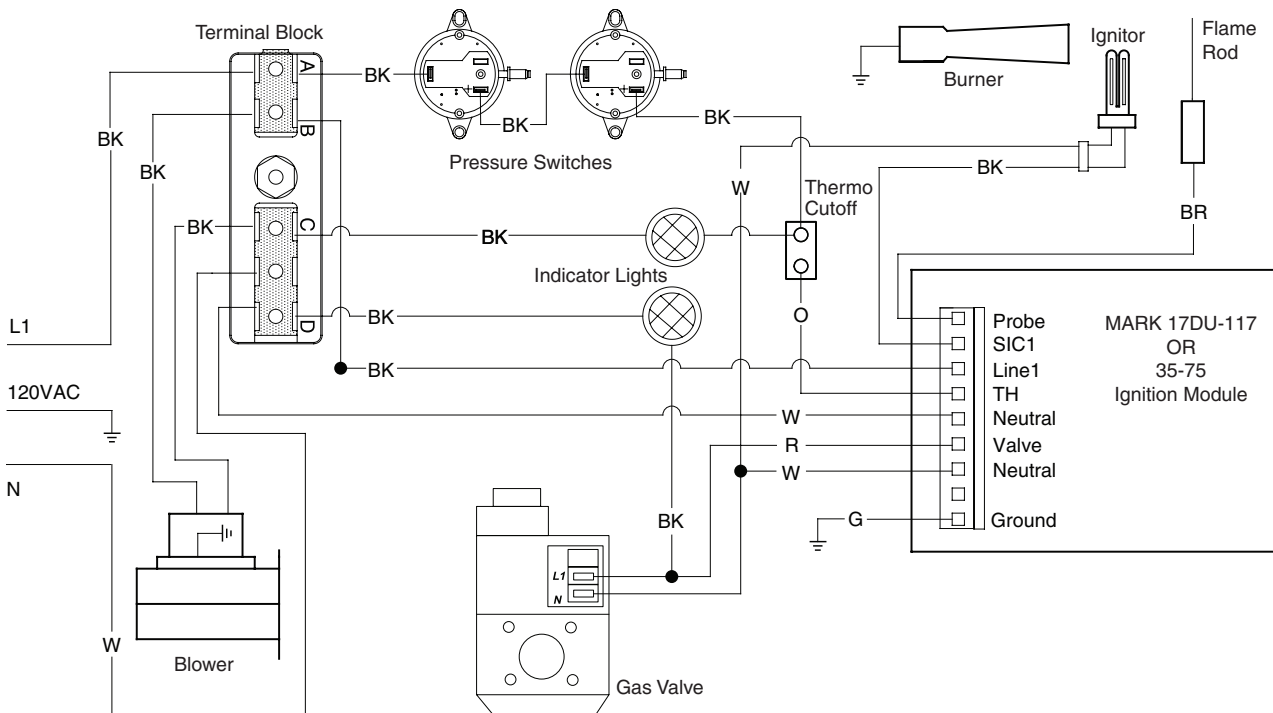 Terminal Block
A
B
C
D
BK
BK
BK
Pressure Switches
Burner
Ignitor
Flame
Rod
BK
BK
BK
W
BK
BR
Thermo
Cutoff
BK
BK
Indicator Lights
BK
BK
O
L1
120VAC
N
W
Probe
SIC1
Line1
TH
Neutral
Valve
Neutral
Ground
MARK 17DU-117
OR
35-75
Ignition Module
W
R
W
G
BK
L1
N
Blower
Gas Valve